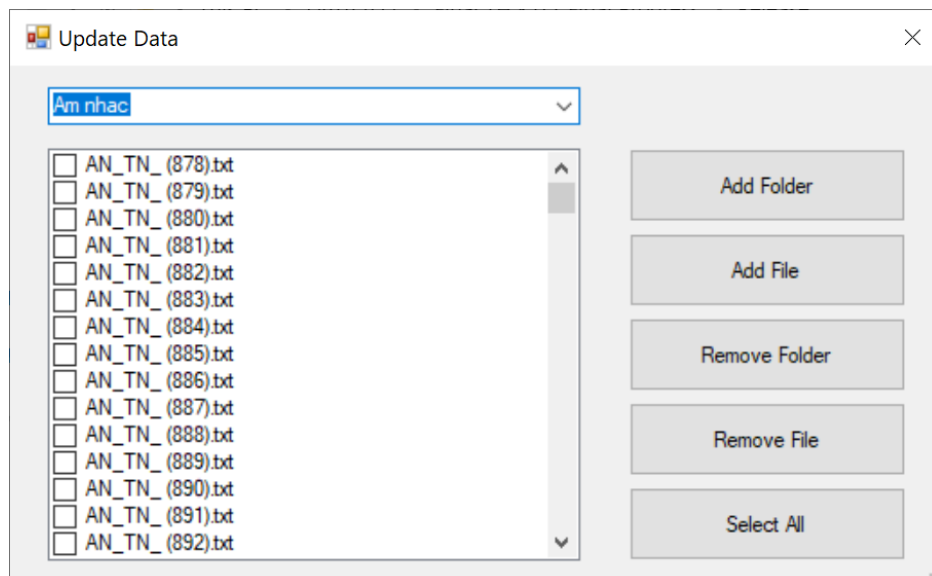 Update Data
Am nhac
AN_TN_ (878).txt
AN_TN_ (879).txt
AN_TN_ (880).txt
AN_TN_ (881).txt
AN_TN_ (882).txt
AN_TN_ (883).txt
AN_TN_ (884).txt
AN_TN_ (885).txt
AN_TN_ (886).txt
AN_TN_ (887).txt
AN_TN_ (888).txt
AN_TN_ (889).txt
AN_TN_ (890).txt
AN_TN_ (891).txt
AN_TN_ (892).txt
Add Folder
Add File
Remove Folder
Remove File
Select All